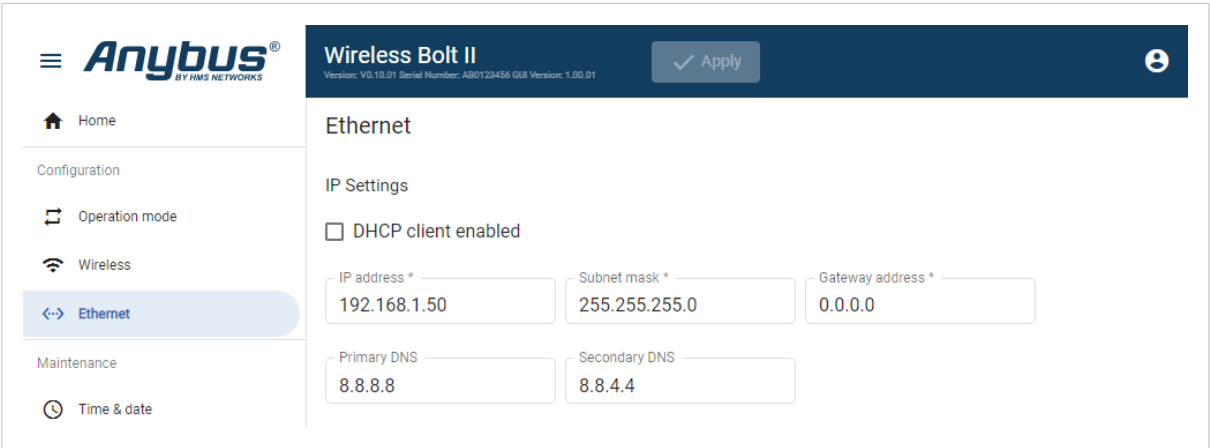 Anybus®
BY HMS NETWORKS
Wireless Bolt II
Version: V0.10.01 Serial Number: AB0123456 GUI Version: 1.00.01
Apply
Home
Configuration
Operation mode
Wireless
Ethernet
Maintenance
Time & date
Ethernet
IP Settings
DHCP client enabled
IP address * Subnet mask * Gateway address *
192.168.1.50 255.255.255.0 0.0.0.0
Primary DNS Secondary DNS
8.8.8.8 8.8.4.4